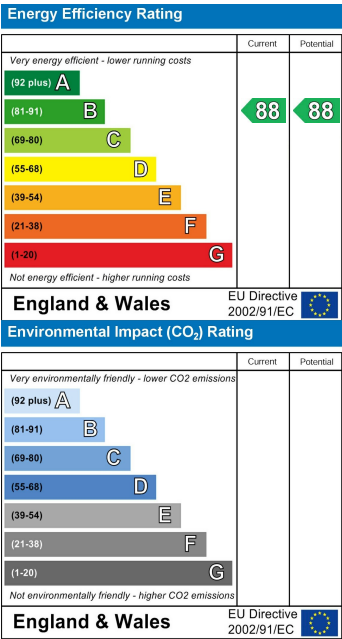 Energy Efficiency Rating
Current Potential
Very energy efficient - lower running costs
(92 plus) A
(81-91) B 88 88
(69-80) C
(55-68) D
(39-54) E
(21-38) F
(1-20) G
Not energy efficient - higher running costs
England & Wales
EU Directive
2002/91/EC
Environmental Impact (CO₂) Rating
Current Potential
Very environmentally friendly - lower CO2 emissions
(92 plus) A
(81-91) B
(69-80) C
(55-68) D
(39-54) E
(21-38) F
(1-20) G
Not environmentally friendly - higher CO2 emissions
England & Wales
EU Directive
2002/91/EC